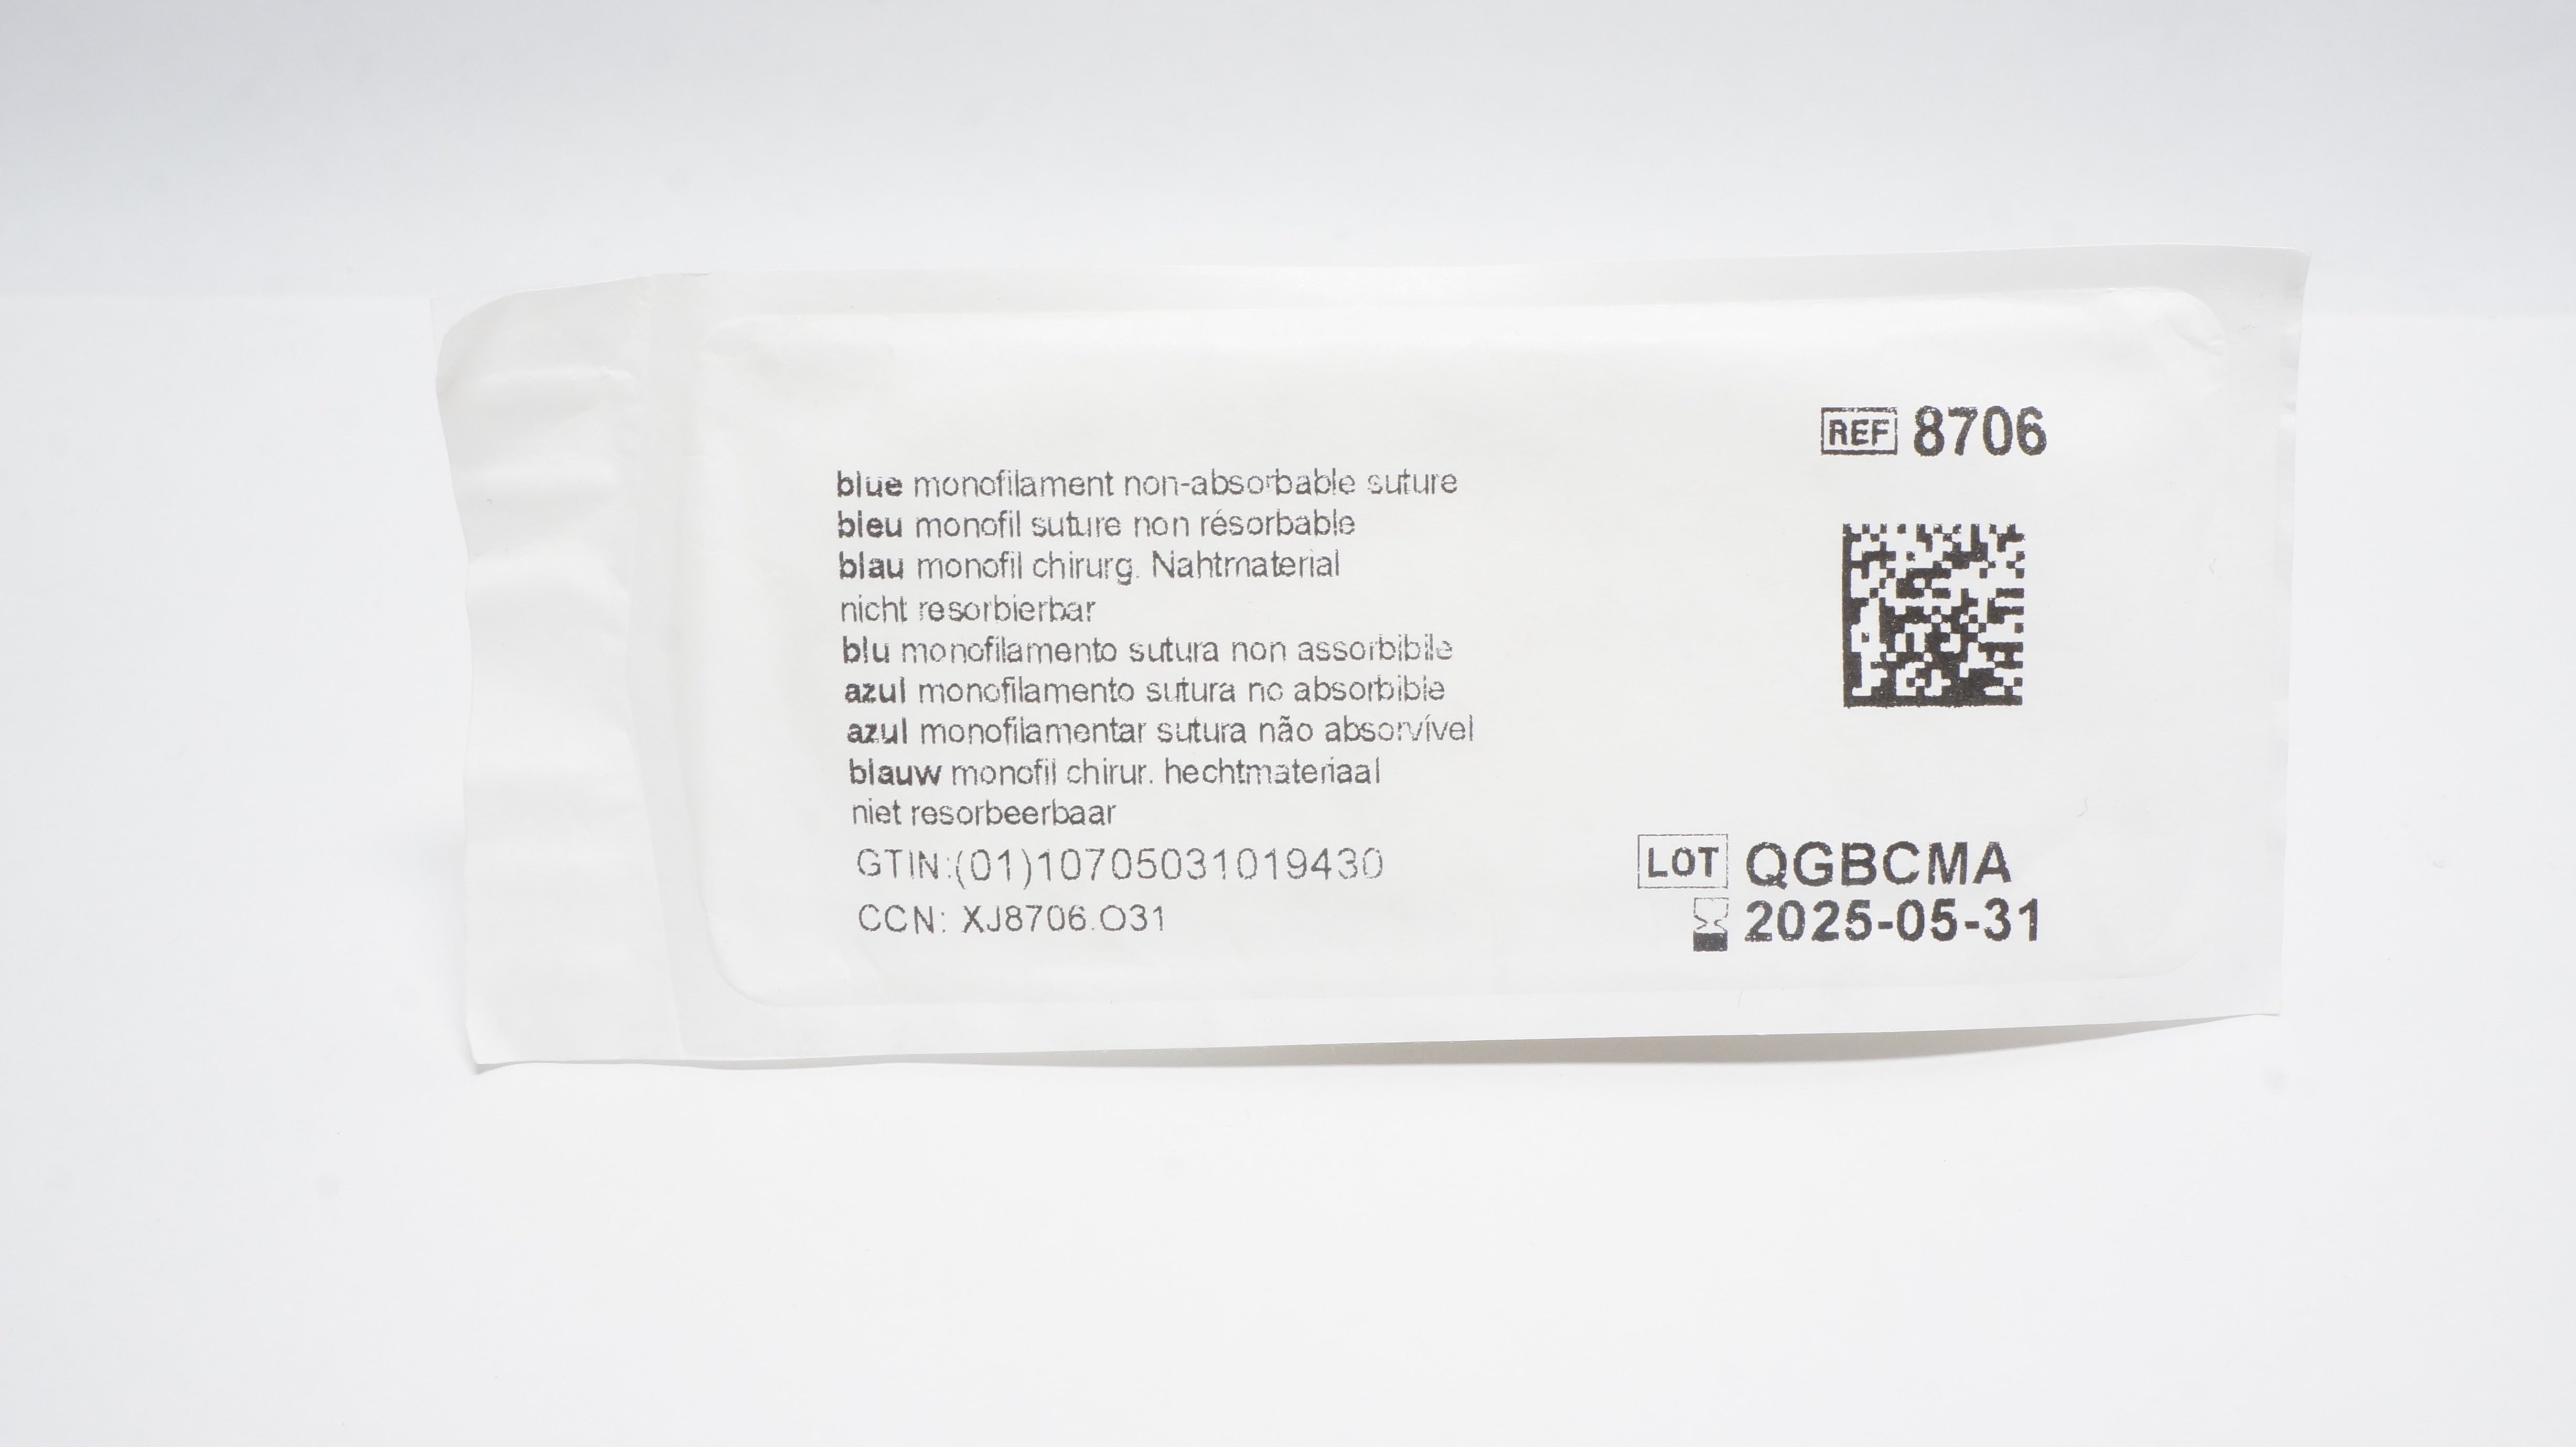 REF 8706
blue monofilament non-absorbable suture
bleu monofil suture non résorbable
blau monofil chirurg. Nahtmaterial
nicht resorbierbar
blu monofilamento sutura non assorbibile
azul monofilamento sutura no absorbible
azul monofilamentar sutura não absorvível
blauw monofil chirur. hechtmateriaal
niet resorbeerbaar
GTIN:(01)10705031019430
CCN: XJ8706.O31
LOT QGBCMA
2025-05-31